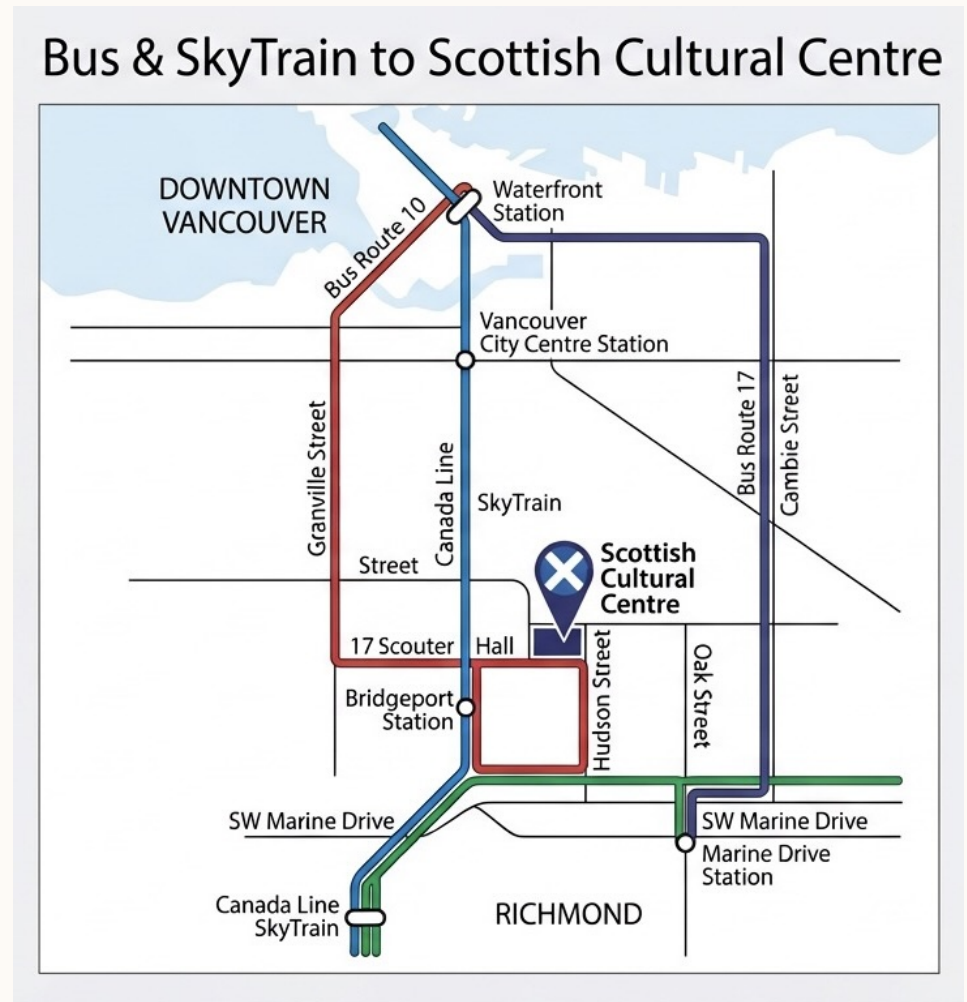 Bus & SkyTrain to Scottish Cultural Centre
DOWNTOWN
VANCOUVER
Waterfront
Station
Bus Route 10
Vancouver
City Centre Station
Granville Street
Canada Line
SkyTrain
Bus Route 17
Cambie Street
Street
Scottish
Cultural
Centre
17 Scouter
Hall
Hudson Street
Oak Street
Bridgeport
Station
SW Marine Drive
SW Marine Drive
Marine Drive
Station
Canada Line
SkyTrain
RICHMOND